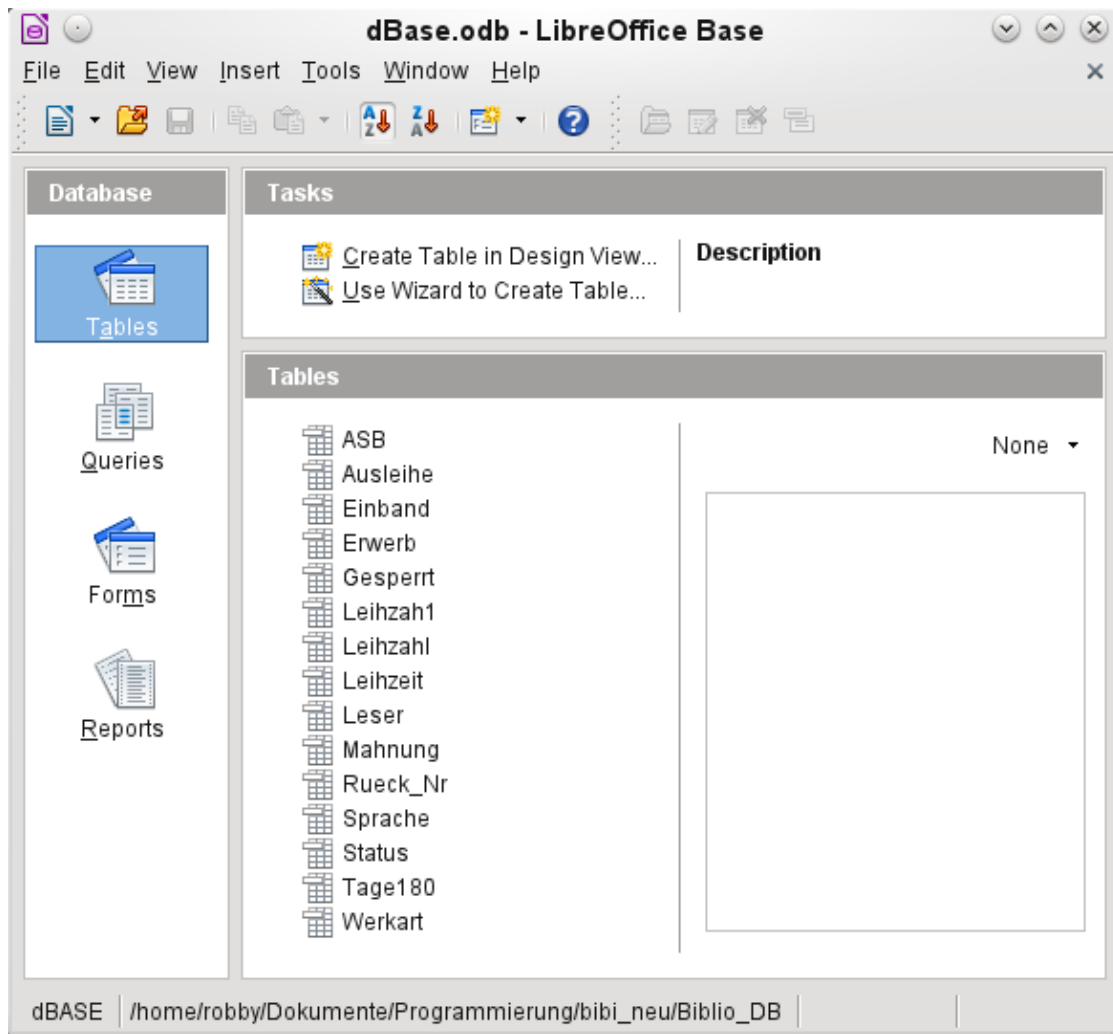 dBase.odb - LibreOffice Base
File Edit View Insert Tools Window Help
Database
Tables
Queries
Forms
Reports
Tasks
Create Table in Design View...
Use Wizard to Create Table...
Description
Tables
ASB
Ausleihe
Einband
Erwerb
Gesperrt
Leihzah1
Leihzahl
Leihzeit
Leser
Mahnung
Rueck_Nr
Sprache
Status
Tage180
Werkart
None
dBASE /home/robby/Dokumente/Programmierung/bibi_neu/Biblio_DB